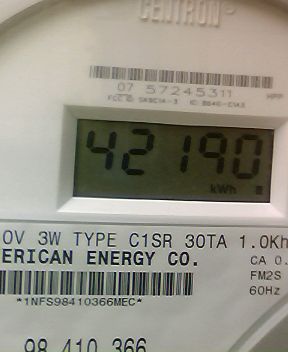 CENTRON
07 57245311
42190
kWh
0V 3W TYPE C1SR 30TA 1.0Kh
ERICAN ENERGY CO.
CA 0.
FM2S
60Hz
*1NFS98410366MEC*
98 410 366